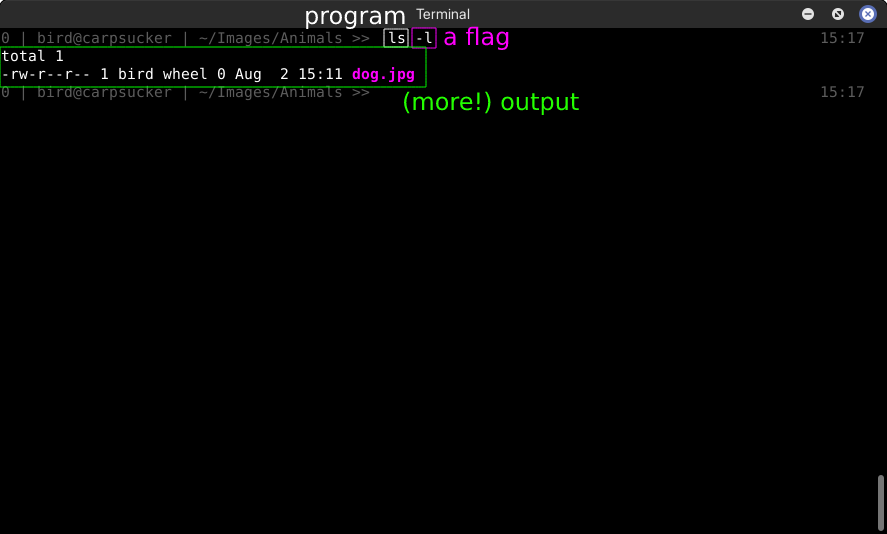 program Terminal
0 | bird@carpsucker | ~/Images/Animals >> ls -l a flag 15:17
total 1
-rw-r--r-- 1 bird wheel 0 Aug  2 15:11 dog.jpg
0 | bird@carpsucker | ~/Images/Animals >> 15:17
(more!) output